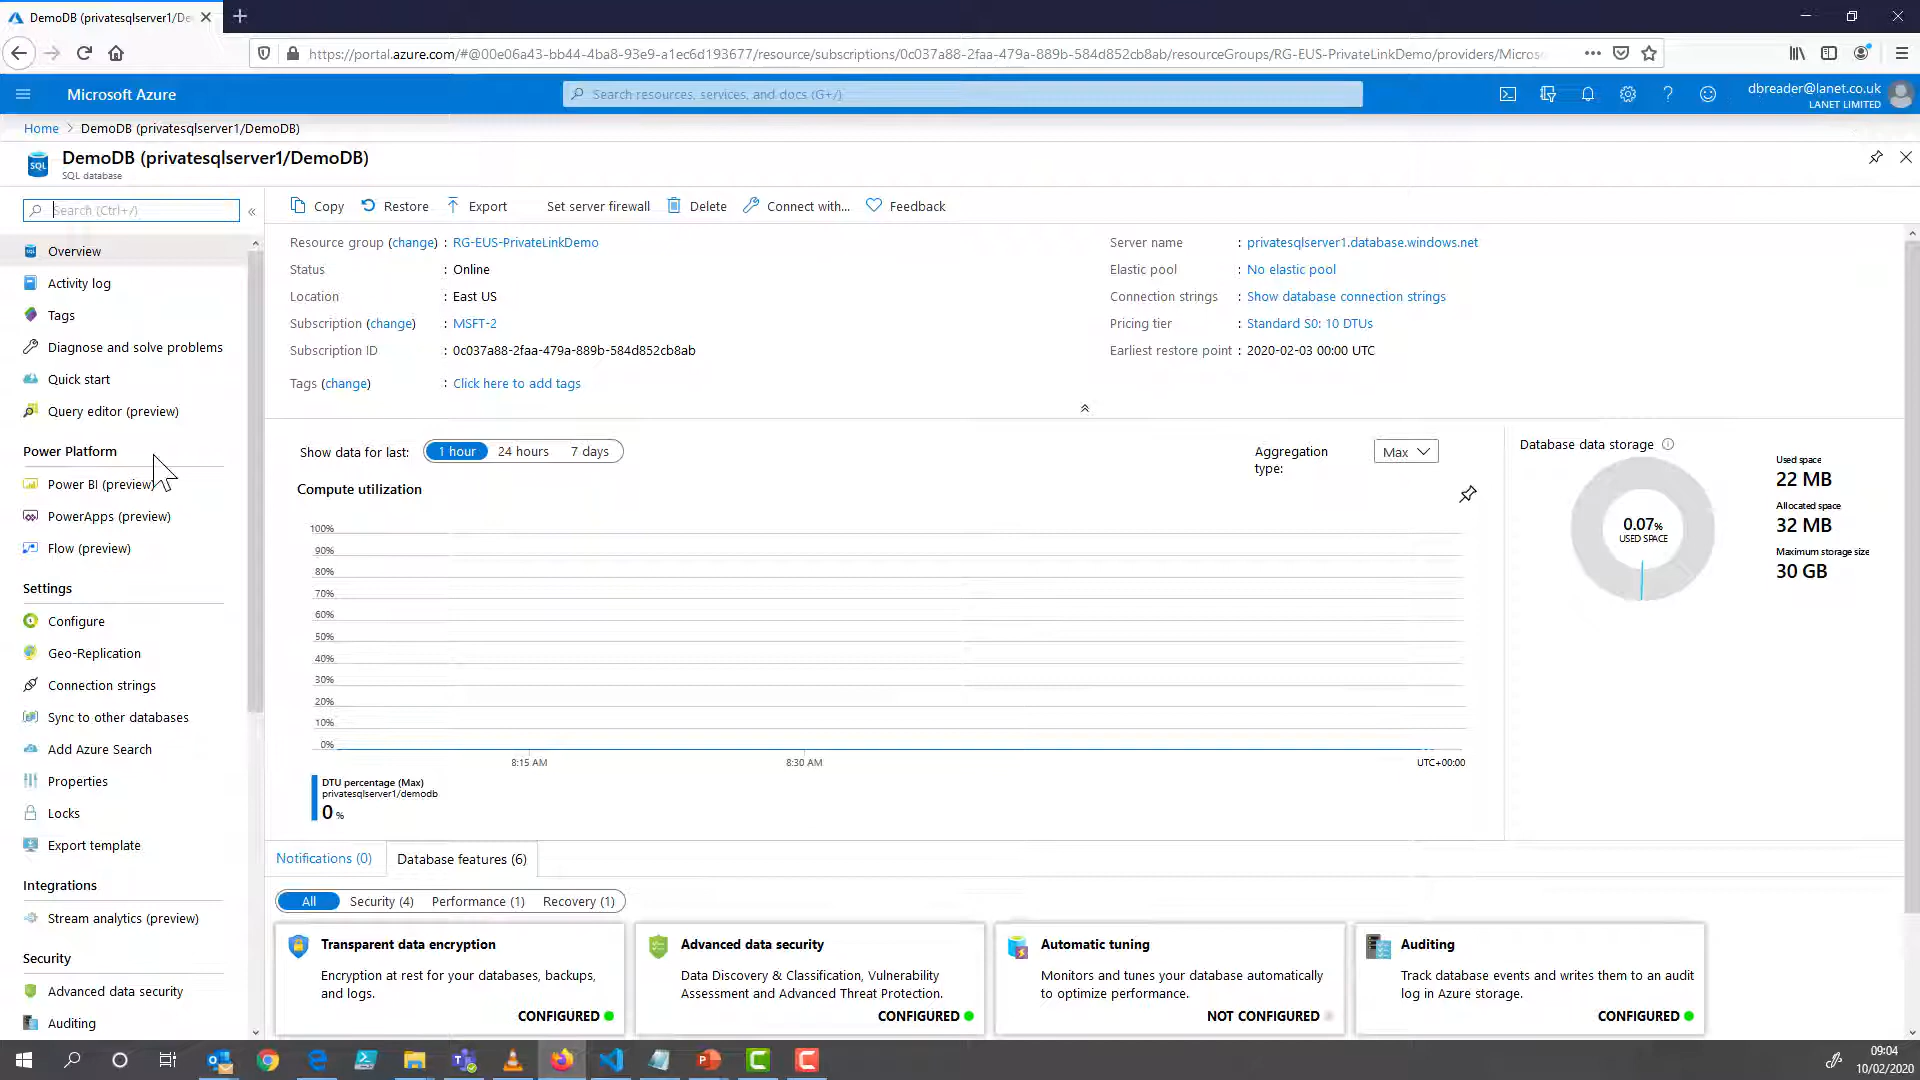 DemoDB (privatesqlserver1/De
https://portal.azure.com/#@00e06a43-bb44-4ba8-93e9-a1ec6d193677/resource/subscriptions/0c037a88-2faa-479a-889b-584d852cb8ab/resourceGroups/RG-EUS-PrivateLinkDemo/providers/Micros
Microsoft Azure
Search resources, services, and docs (G+/)
dbreader@lanet.co.uk
LANET LIMITED
Home > DemoDB (privatesqlserver1/DemoDB)
DemoDB (privatesqlserver1/DemoDB)
SQL
SQL database
Search (Ctrl+/)
Overview
Activity log
Tags
Diagnose and solve problems
Quick start
Query editor (preview)
Power Platform
Power BI (preview)
PowerApps (preview)
Flow (preview)
Settings
Configure
Geo-Replication
Connection strings
Sync to other databases
Add Azure Search
Properties
Locks
Export template
Integrations
Stream analytics (preview)
Security
Advanced data security
Auditing
Copy Restore Export Set server firewall Delete Connect with... Feedback
Resource group (change) : RG-EUS-PrivateLinkDemo
Status : Online
Location : East US
Subscription (change) : MSFT-2
Subscription ID : 0c037a88-2faa-479a-889b-584d852cb8ab
Tags (change) : Click here to add tags
Server name : privatesqlserver1.database.windows.net
Elastic pool : No elastic pool
Connection strings : Show database connection strings
Pricing tier : Standard S0: 10 DTUs
Earliest restore point : 2020-02-03 00:00 UTC
Show data for last: 1 hour 24 hours 7 days
Aggregation
type:
Max
Compute utilization
100%
90%
80%
70%
60%
50%
40%
30%
20%
10%
0%
8:15 AM 8:30 AM UTC+00:00
DTU percentage (Max)
privatesqlserver1/demodb
0 %
Database data storage
0.07%
USED SPACE
Used space
22 MB
Allocated space
32 MB
Maximum storage size
30 GB
Notifications (0) Database features (6)
All Security (4) Performance (1) Recovery (1)
Transparent data encryption
Encryption at rest for your databases, backups,
and logs.
CONFIGURED
Advanced data security
Data Discovery & Classification, Vulnerability
Assessment and Advanced Threat Protection.
CONFIGURED
Automatic tuning
Monitors and tunes your database automatically
to optimize performance.
NOT CONFIGURED
Auditing
Track database events and writes them to an audit
log in Azure storage.
CONFIGURED
09:04
10/02/2020